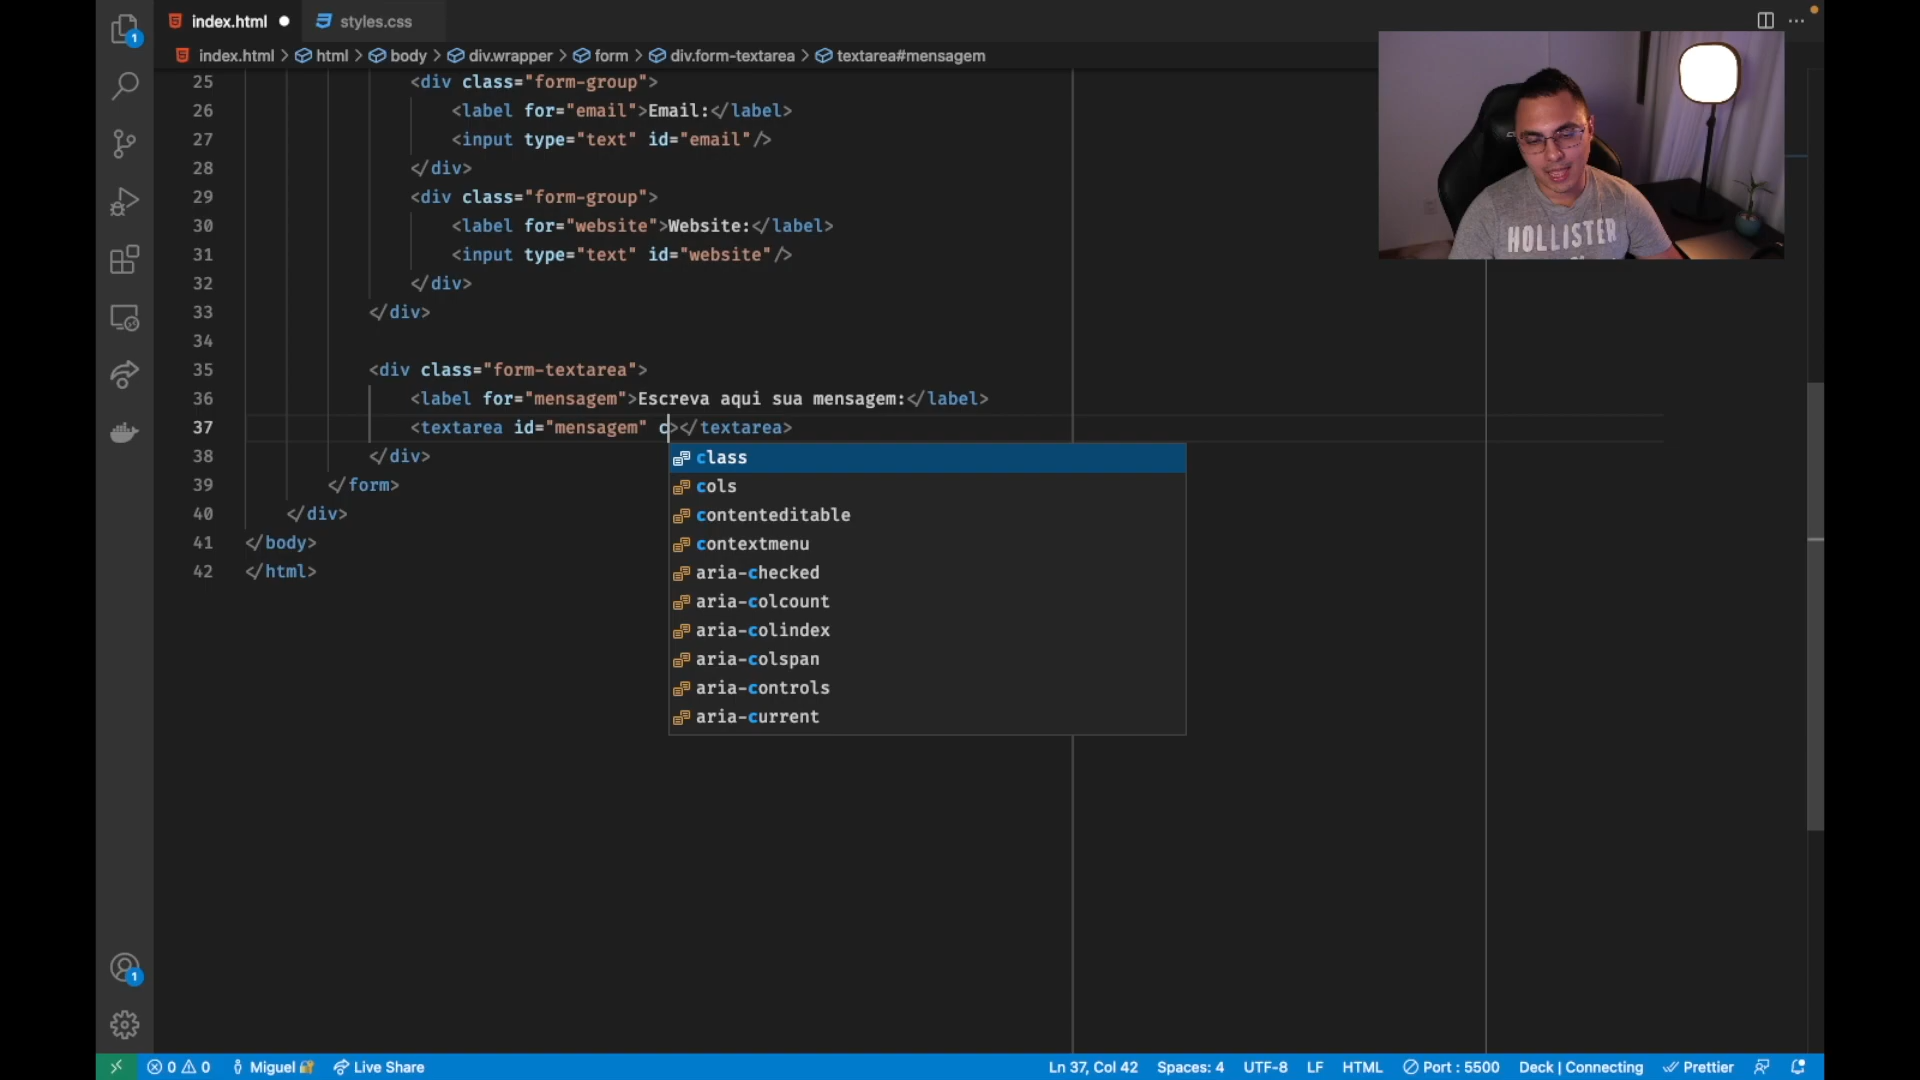 index.html
styles.css
index.html > html > body > div.wrapper > form > div.form-textarea > textarea#mensagem
25 <div class="form-group">
26 <label for="email">Email:</label>
27 <input type="text" id="email"/>
28 </div>
29 <div class="form-group">
30 <label for="website">Website:</label>
31 <input type="text" id="website"/>
32 </div>
33 </div>
34
35 <div class="form-textarea">
36 <label for="mensagem">Escreva aqui sua mensagem:</label>
37 <textarea id="mensagem" c></textarea>
38 </div>
39 </form>
40 </div>
41 </body>
42 </html>
class
cols
contenteditable
contextmenu
aria-checked
aria-colcount
aria-colindex
aria-colspan
aria-controls
aria-current
HOLLISTER
1
1
0 0 Miguel Live Share Ln 37, Col 42 Spaces: 4 UTF-8 LF HTML Port : 5500 Deck | Connecting Prettier